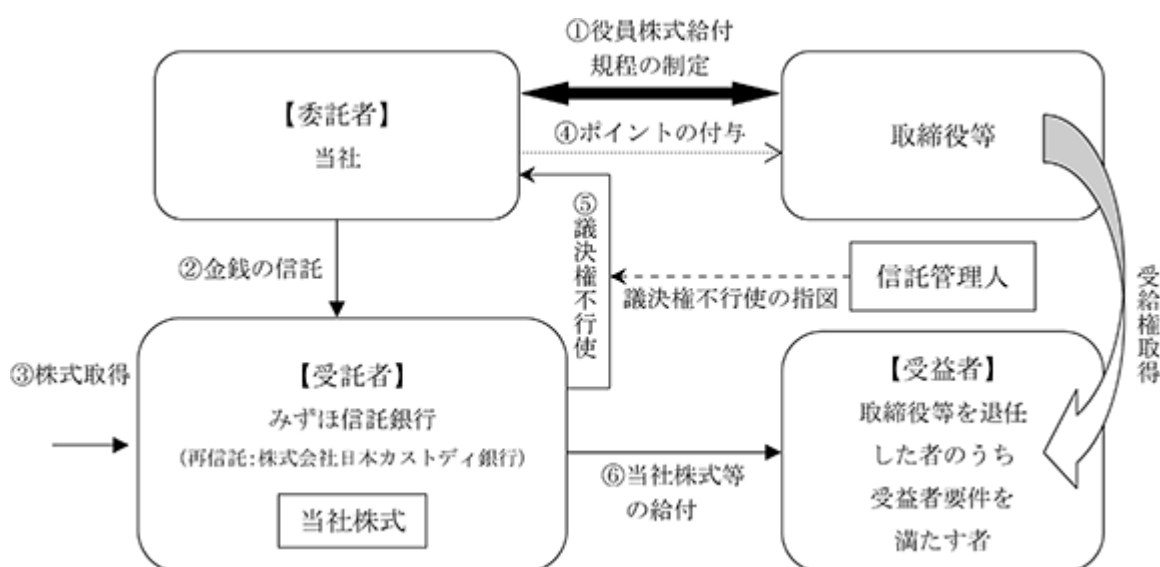 ①役員株式給付
規程の制定
【委託者】
当社
④ポイントの付与
取締役等
②金銭の信託
⑤議決権不行使
議決権不行使の指図
信託管理人
受給権取得
③株式取得
【受託者】
みずほ信託銀行
(再信託:株式会社日本カストディ銀行)
当社株式
⑥当社株式等
の給付
【受益者】
取締役等を退任
した者のうち
受益者要件を
満たす者